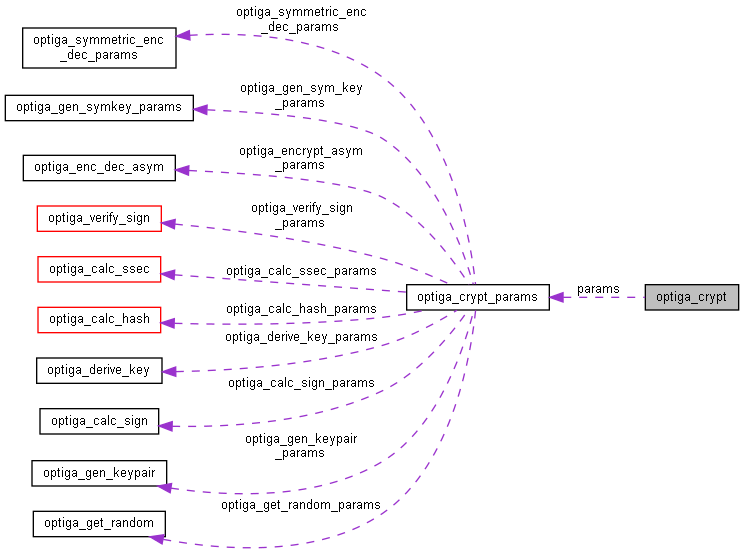 optiga_symmetric_enc
_dec_params
optiga_symmetric_enc
_dec_params
optiga_gen_sym_key
_params
optiga_gen_symkey_params
optiga_encrypt_asym
_params
optiga_enc_dec_asym
optiga_verify_sign
_params
optiga_verify_sign
optiga_calc_ssec_params
optiga_calc_ssec
params
optiga_crypt_params
optiga_crypt
optiga_calc_hash_params
optiga_calc_hash
optiga_derive_key_params
optiga_derive_key
optiga_calc_sign_params
optiga_calc_sign
optiga_gen_keypair
_params
optiga_gen_keypair
optiga_get_random_params
optiga_get_random